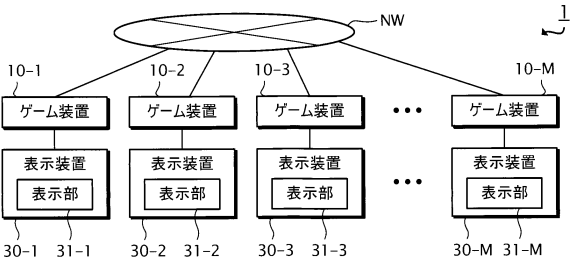 NW 1
10-1 10-2 10-3 10-M
ゲーム装置 ゲーム装置 ゲーム装置 ••• ゲーム装置
表示装置 表示装置 表示装置 ••• 表示装置
表示部 表示部 表示部 表示部
30-1 31-1 30-2 31-2 30-3 31-3 30-M 31-M